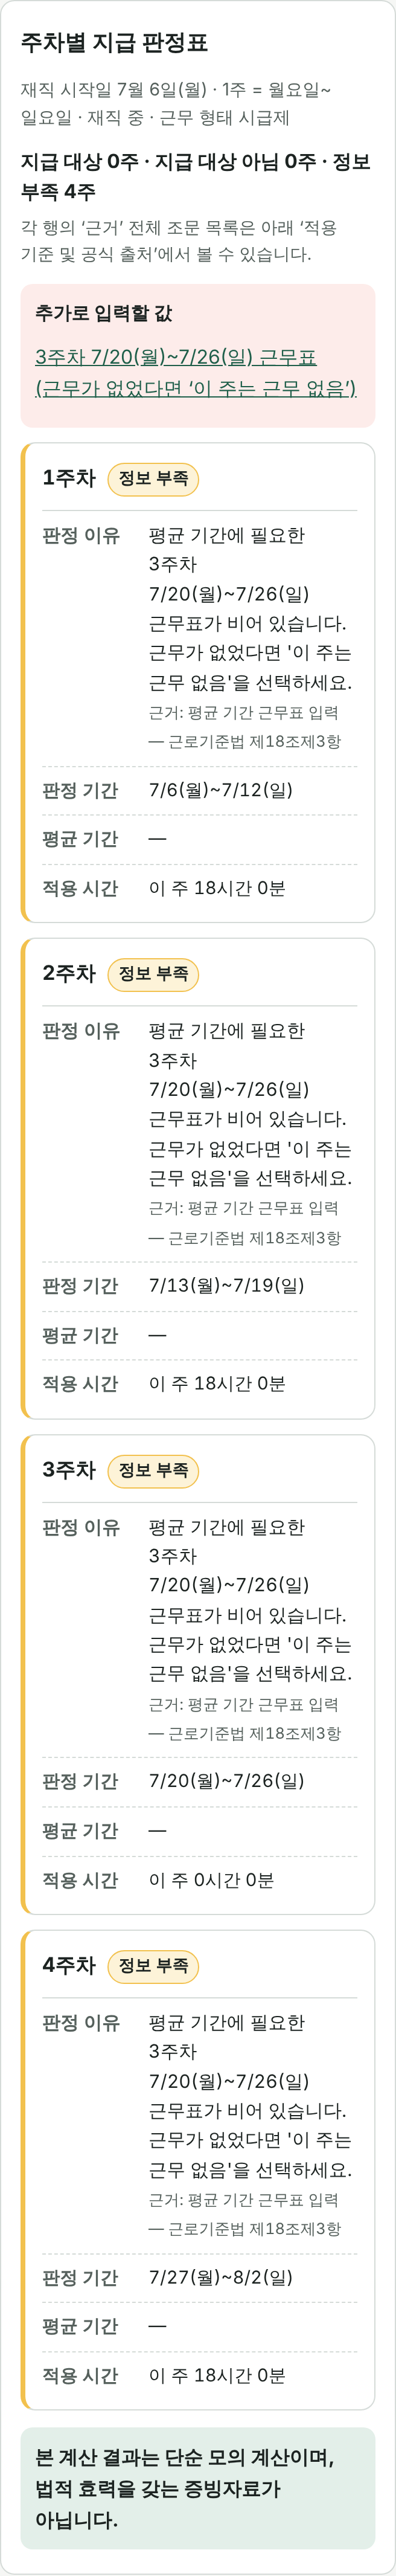 주차별 지급 판정표
재직 시작일 7월 6일(월) · 1주 = 월요일~
일요일 · 재직 중 · 근무 형태 시급제
지급 대상 0주 · 지급 대상 아님 0주 · 정보
부족 4주
각 행의 ‘근거’ 전체 조문 목록은 아래 ‘적용
기준 및 공식 출처’에서 볼 수 있습니다.
추가로 입력할 값
3주차 7/20(월)~7/26(일) 근무표
(근무가 없었다면 ‘이 주는 근무 없음’)
1주차 정보 부족
판정 이유 평균 기간에 필요한
3주차
7/20(월)~7/26(일)
근무표가 비어 있습니다.
근무가 없었다면 '이 주는
근무 없음'을 선택하세요.
근거: 평균 기간 근무표 입력
— 근로기준법 제18조제3항
판정 기간 7/6(월)~7/12(일)
평균 기간 —
적용 시간 이 주 18시간 0분
2주차 정보 부족
판정 이유 평균 기간에 필요한
3주차
7/20(월)~7/26(일)
근무표가 비어 있습니다.
근무가 없었다면 '이 주는
근무 없음'을 선택하세요.
근거: 평균 기간 근무표 입력
— 근로기준법 제18조제3항
판정 기간 7/13(월)~7/19(일)
평균 기간 —
적용 시간 이 주 18시간 0분
3주차 정보 부족
판정 이유 평균 기간에 필요한
3주차
7/20(월)~7/26(일)
근무표가 비어 있습니다.
근무가 없었다면 '이 주는
근무 없음'을 선택하세요.
근거: 평균 기간 근무표 입력
— 근로기준법 제18조제3항
판정 기간 7/20(월)~7/26(일)
평균 기간 —
적용 시간 이 주 0시간 0분
4주차 정보 부족
판정 이유 평균 기간에 필요한
3주차
7/20(월)~7/26(일)
근무표가 비어 있습니다.
근무가 없었다면 '이 주는
근무 없음'을 선택하세요.
근거: 평균 기간 근무표 입력
— 근로기준법 제18조제3항
판정 기간 7/27(월)~8/2(일)
평균 기간 —
적용 시간 이 주 18시간 0분
본 계산 결과는 단순 모의 계산이며,
법적 효력을 갖는 증빙자료가
아닙니다.